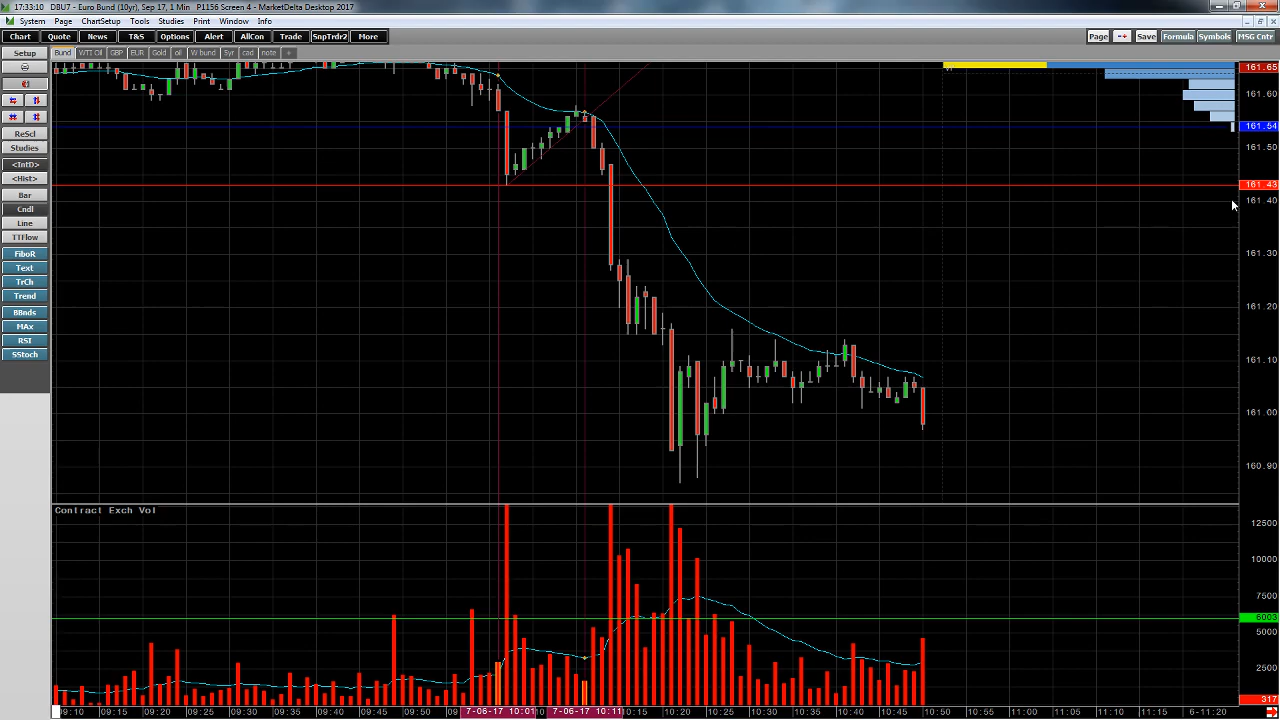 17:33:10 DBU7 - Euro Bund (10yr), Sep 17, 1 Min P1156 Screen 4 - MarketDelta Desktop 2017
System Page ChartSetup Tools Studies Print Window Info
Chart Quote News T&S Options Alert AllCon Trade SnpTrdr2 More Page -+ Save Formula Symbols MSG Cntr
Setup Bund WTI Oil GBP EUR Gold oil W bund 5yr cad note +
161.65
161.60
161.54
ReScl
161.50
Studies
<IntD>
<Hist>
161.43
Bar
161.40
Cndl
Line
TTFlow
FiboR
161.30
Text
TrCh
Trend
161.20
BBnds
MAx
RSI
SStoch
161.10
161.00
160.90
Contract Exch Vol
12500
10000
7500
6003
5000
2500
317
09:10 09:15 09:20 09:25 09:30 09:35 09:40 09:45 09:50 7-06-17 10:01 7-06-17 10:11 10:15 10:20 10:25 10:30 10:35 10:40 10:45 10:50 10:55 11:00 11:05 11:10 11:15 6-11:20